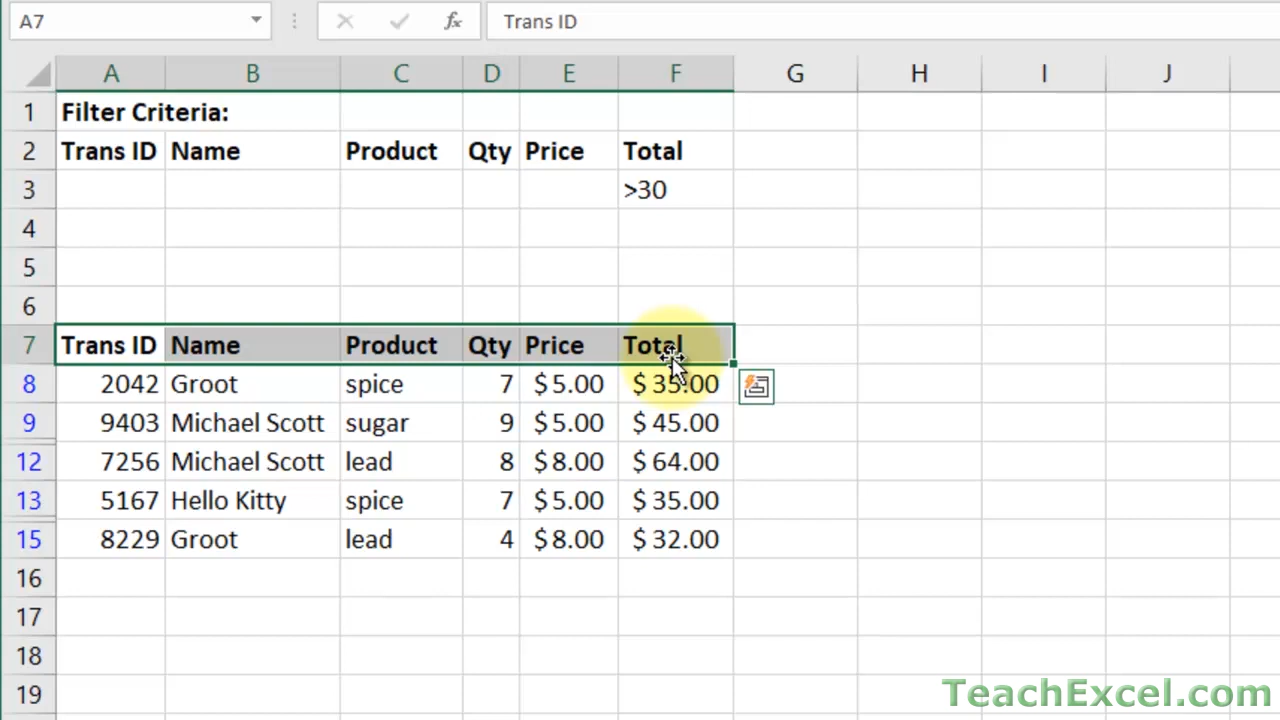 A7 fx Trans ID
A B C D E F G H I J
1 Filter Criteria:
2 Trans ID Name Product Qty Price Total
3 >30
4
5
6
7 Trans ID Name Product Qty Price Total
8 2042 Groot spice 7 $ 5.00 $ 35.00
9 9403 Michael Scott sugar 9 $ 5.00 $ 45.00
12 7256 Michael Scott lead 8 $ 8.00 $ 64.00
13 5167 Hello Kitty spice 7 $ 5.00 $ 35.00
15 8229 Groot lead 4 $ 8.00 $ 32.00
16
17
18
19
TeachExcel.com